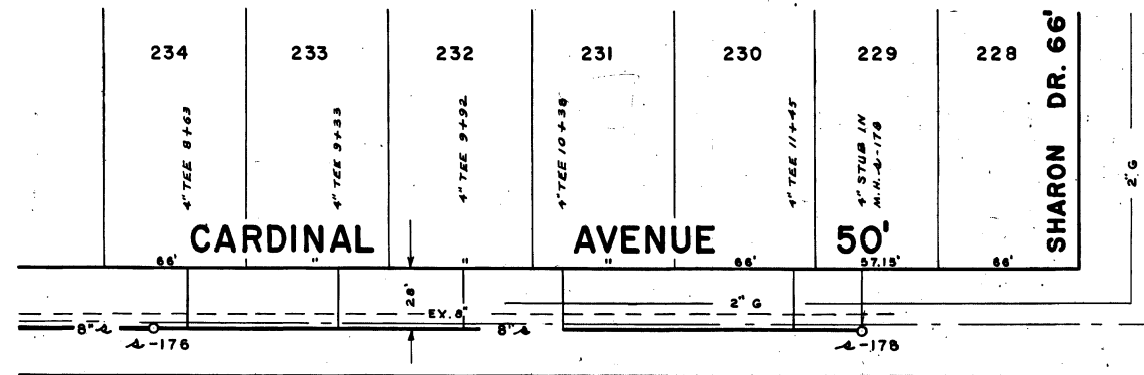 234
233
232
231
230
229
228
SHARON DR. 66'
4" TEE 8+63
4" TEE 9+33
4" TEE 9+92
4" TEE 10+38
4" TEE 11+45
4" STUB IN
M.H. s-178
2" G
CARDINAL AVENUE 50'
66'
"
"
"
66'
57.15'
66'
28'
EX. 8"
2" G
8" s
8" s
s-176
s-178